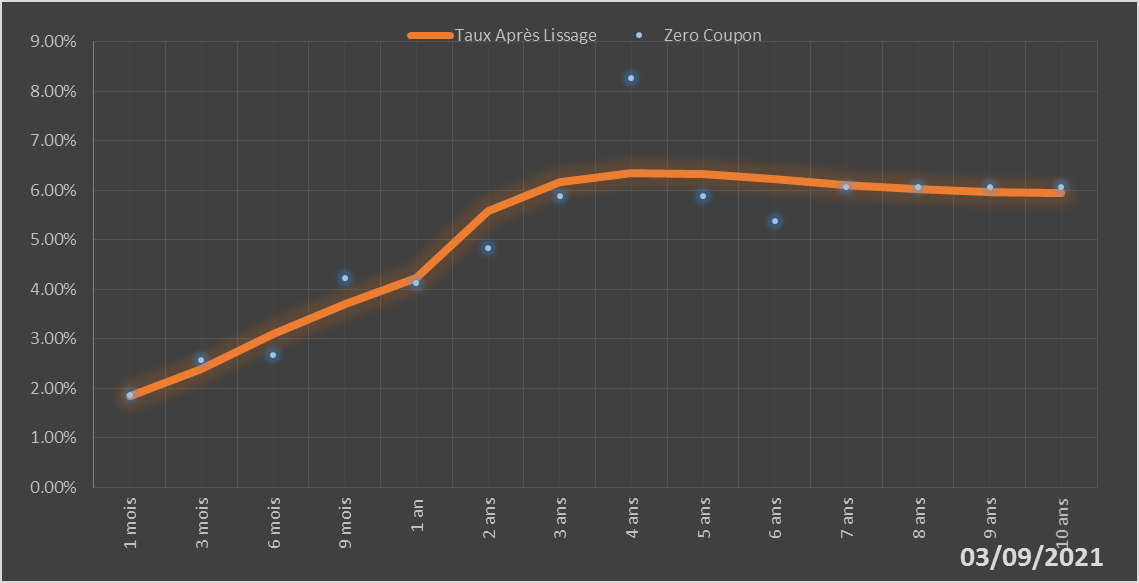 Taux Après Lissage
Zero Coupon
9.00%
8.00%
7.00%
6.00%
5.00%
4.00%
3.00%
2.00%
1.00%
0.00%
1 mois
3 mois
6 mois
9 mois
1 an
2 ans
3 ans
4 ans
5 ans
6 ans
7 ans
8 ans
9 ans
10 ans
03/09/2021